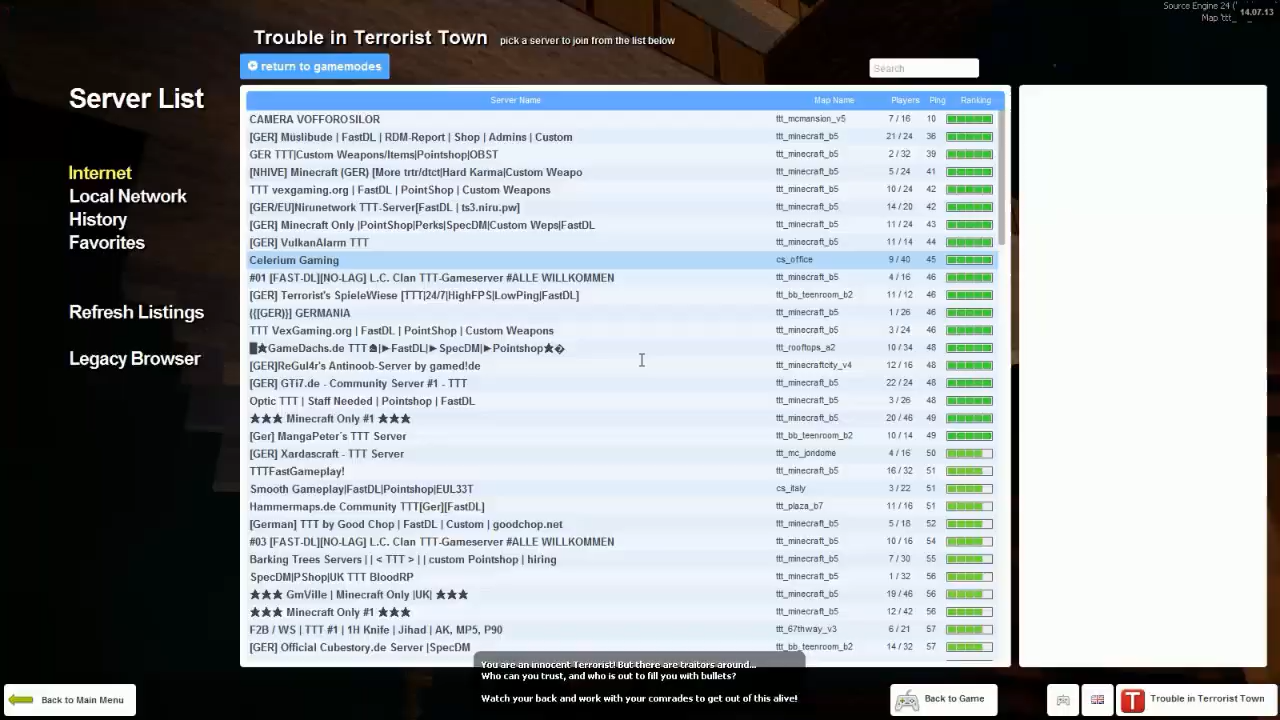 Source Engine 24 (
14.07.13
Map 'ttt_
Trouble in Terrorist Town pick a server to join from the list below
return to gamemodes
Search
Server List
Server Name Map Name Players Ping Ranking
CAMERA VOFFOROSILOR ttt_mcmansion_v5 7 / 16 10
[GER] Müslibude | FastDL | RDM-Report | Shop | Admins | Custom ttt_minecraft_b5 21 / 24 36
GER TTT|Custom Weapons/Items|Pointshop|OBST ttt_minecraft_b5 2 / 32 39
[NHIVE] Minecraft (GER) [More trtr/dtct|Hard Karma|Custom Weapo ttt_minecraft_b5 5 / 24 41
Internet
TTT vexgaming.org | FastDL | PointShop | Custom Weapons ttt_minecraft_b5 10 / 24 42
Local Network
[GER/EU]Nirunetwork TTT-Server[FastDL | ts3.niru.pw] ttt_minecraft_b5 14 / 20 42
History
[GER] Minecraft Only |PointShop|Perks|SpecDM|Custom Weps|FastDL ttt_minecraft_b5 11 / 24 43
Favorites
[GER] VulkanAlarm TTT ttt_minecraft_b5 11 / 14 44
Celerium Gaming cs_office 9 / 40 45
#01 [FAST-DL][NO-LAG] L.C. Clan TTT-Gameserver #ALLE WILLKOMMEN ttt_minecraft_b5 4 / 16 46
[GER] Terrorist's SpieleWiese [TTT|24/7|HighFPS|LowPing|FastDL] ttt_bb_teenroom_b2 11 / 12 46
Refresh Listings
({[GER})] GERMANIA ttt_minecraft_b5 1 / 26 46
TTT VexGaming.org | FastDL | PointShop | Custom Weapons ttt_minecraft_b5 3 / 24 46
█★GameDachs.de TTT |►FastDL|►SpecDM|►Pointshop★� ttt_rooftops_a2 10 / 34 48
Legacy Browser
[GER]ReGul4r's Antinoob-Server by gamed!de ttt_minecraftcity_v4 12 / 16 48
[GER] GTi7.de - Community Server #1 - TTT ttt_minecraft_b5 22 / 24 48
Optic TTT | Staff Needed | Pointshop | FastDL ttt_minecraft_b5 3 / 26 48
★★★ Minecraft Only #1 ★★★ ttt_minecraft_b5 20 / 46 49
[Ger] MangaPeter's TTT Server ttt_bb_teenroom_b2 10 / 14 49
[GER] Xardascraft - TTT Server ttt_mc_jondome 4 / 16 50
TTTFastGameplay! ttt_minecraft_b5 16 / 32 51
Smooth Gameplay|FastDL|Pointshop|EUL33T cs_italy 3 / 22 51
Hammermaps.de Community TTT[Ger][FastDL] ttt_plaza_b7 11 / 16 51
[German] TTT by Good Chop | FastDL | Custom | goodchop.net ttt_minecraft_b5 5 / 18 52
#03 [FAST-DL][NO-LAG] L.C. Clan TTT-Gameserver #ALLE WILLKOMMEN ttt_minecraft_b5 10 / 16 54
Banding Trees Servers | | < TTT > | | custom Pointshop | hiring ttt_minecraft_b5 7 / 30 55
SpecDM|PShop|UK TTT BloodRP ttt_minecraft_b5 1 / 32 56
★★★ GmVille | Minecraft Only |UK| ★★★ ttt_minecraft_b5 19 / 46 56
★★★ Minecraft Only #1 ★★★ ttt_minecraft_b5 12 / 42 56
F2B / WS | TTT #1 | 1H Knife | Jihad | AK, MP5, P90 ttt_67thway_v3 6 / 21 57
[GER] Official Cubestory.de Server |SpecDM ttt_bb_teenroom_b2 14 / 32 57
You are an innocent Terrorist! But there are traitors around...
Who can you trust, and who is out to fill you with bullets?
Watch your back and work with your comrades to get out of this alive!
Back to Main Menu
Back to Game
T Trouble in Terrorist Town